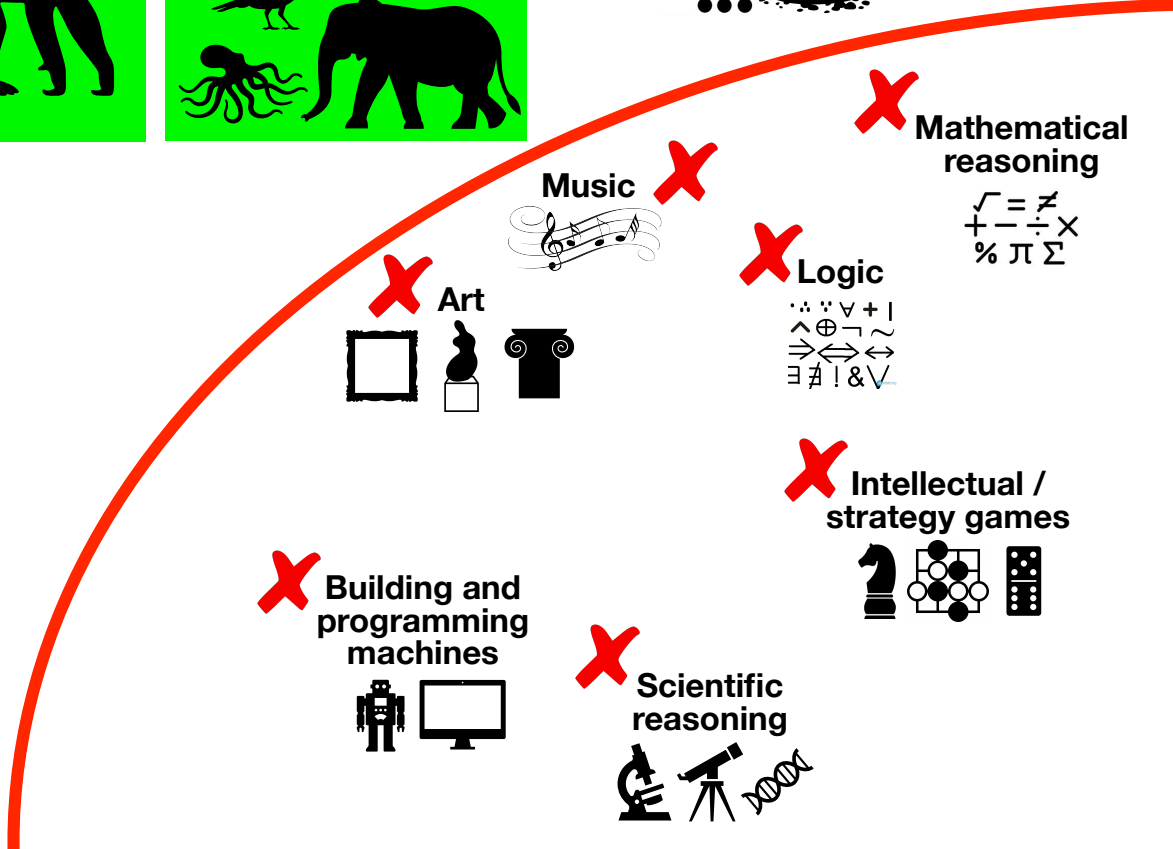 Mathematical
reasoning
√ = ≠
+ − ÷ ×
% π Σ
Music
Logic
∀ + |
^ ⊕ ¬ ~
⇒ ⇔ ↔
∃ ∄ ! & ∨
Art
Intellectual /
strategy games
Building and
programming
machines
Scientific
reasoning